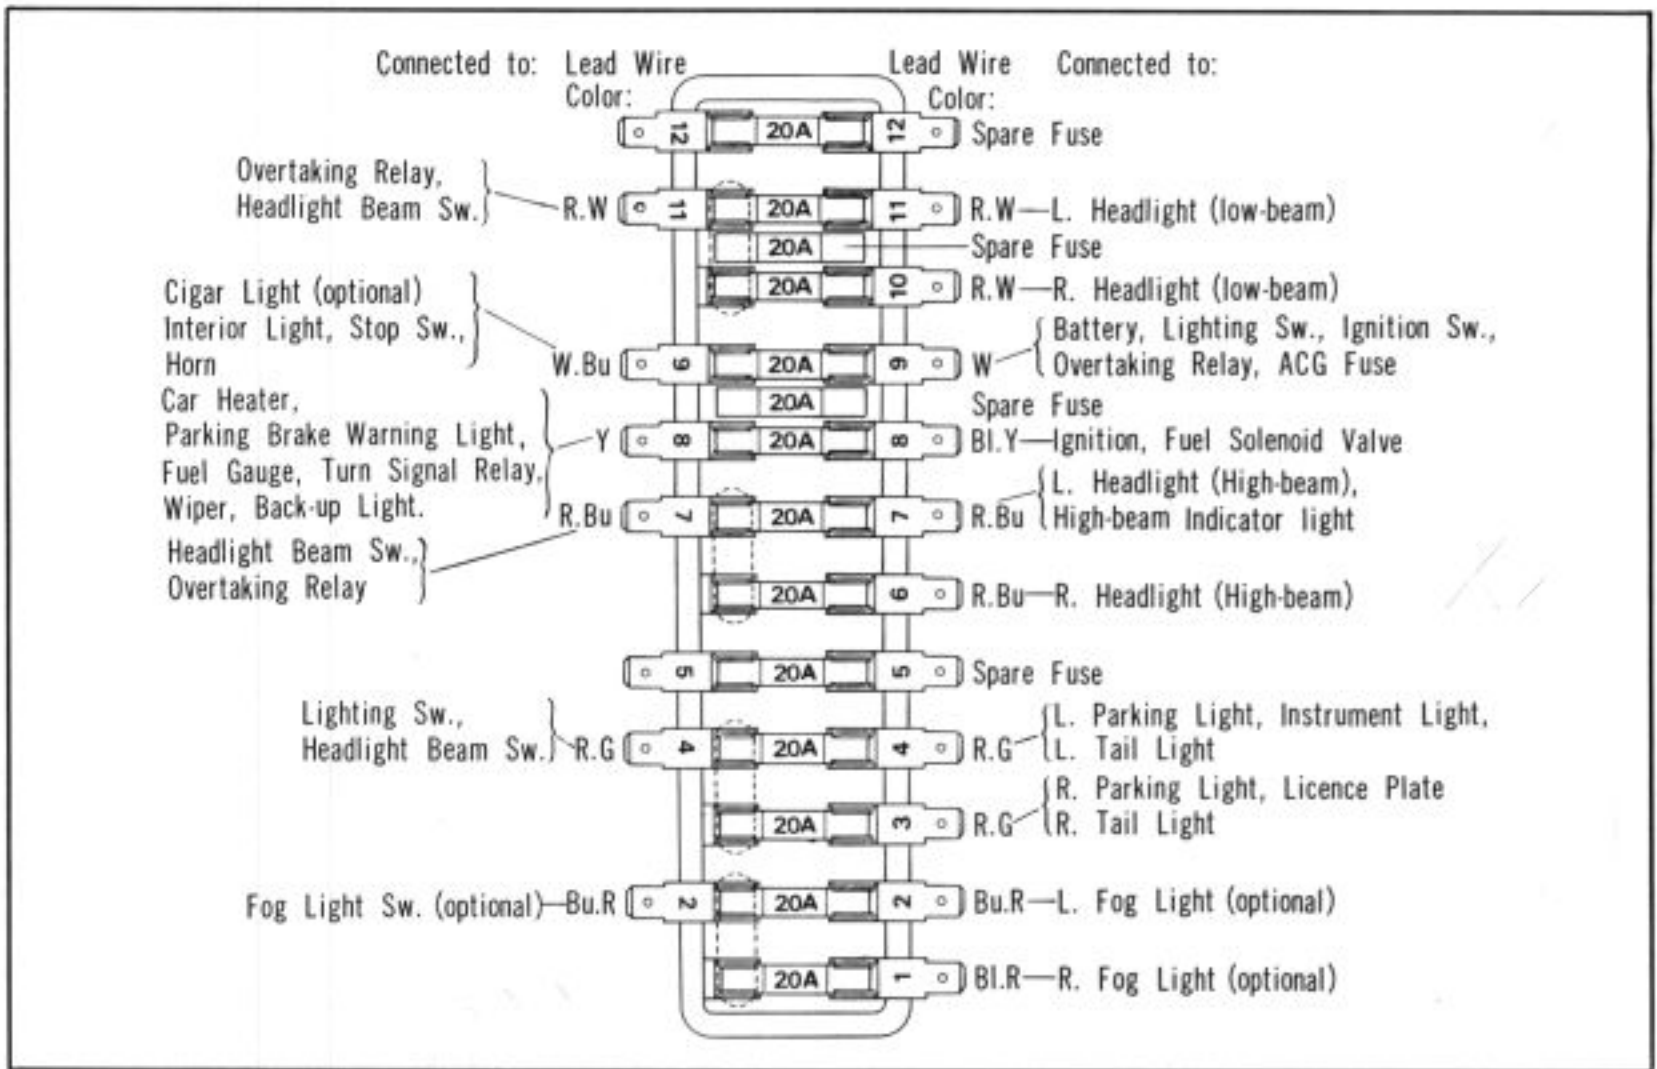 Connected to: Lead Wire Color: Lead Wire Color: Connected to:
12 20A 12 Spare Fuse
Overtaking Relay,
Headlight Beam Sw. R.W 11 20A 11 R.W L. Headlight (low-beam)
20A Spare Fuse
20A 10 R.W R. Headlight (low-beam)
Cigar Light (optional)
Interior Light, Stop Sw.,
Horn W.Bu 9 20A 9 W Battery, Lighting Sw., Ignition Sw.,
Overtaking Relay, ACG Fuse
20A Spare Fuse
Car Heater,
Parking Brake Warning Light,
Fuel Gauge, Turn Signal Relay,
Wiper, Back-up Light. Y 8 20A 8 Bl.Y Ignition, Fuel Solenoid Valve
Headlight Beam Sw.,
Overtaking Relay R.Bu 7 20A 7 R.Bu L. Headlight (High-beam),
High-beam Indicator light
20A 6 R.Bu R. Headlight (High-beam)
5 20A 5 Spare Fuse
Lighting Sw.,
Headlight Beam Sw. R.G 4 20A 4 R.G L. Parking Light, Instrument Light,
L. Tail Light
20A 3 R.G R. Parking Light, Licence Plate
R. Tail Light
Fog Light Sw. (optional) Bu.R 2 20A 2 Bu.R L. Fog Light (optional)
20A 1 Bl.R R. Fog Light (optional)